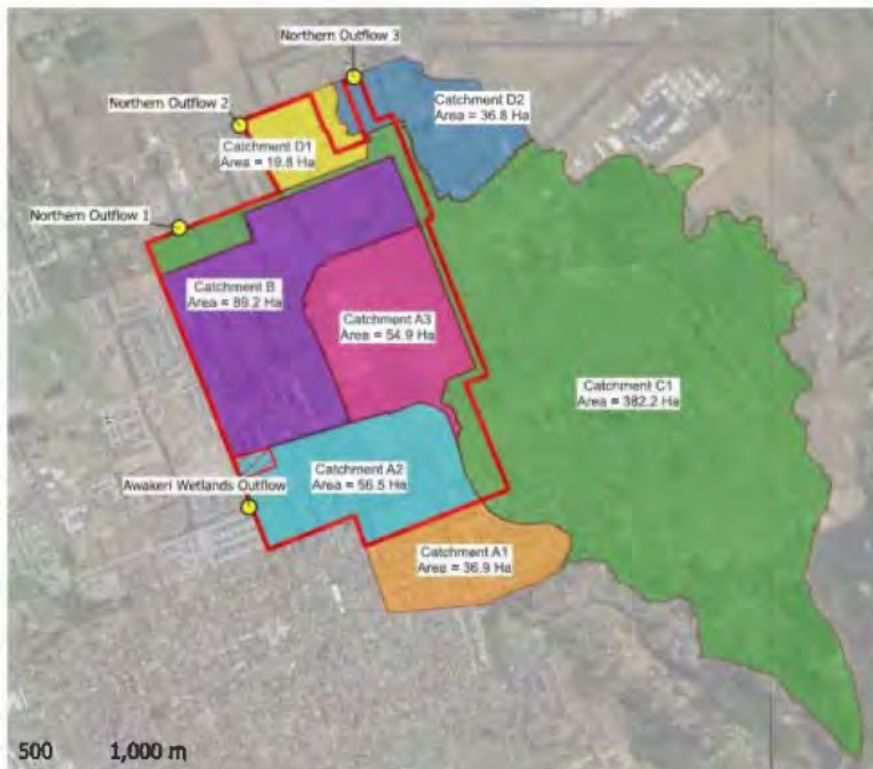 Northern Outflow 3
Northern Outflow 2
Catchment D2
Area = 36.8 Ha
Catchment D1
Area = 19.8 Ha
Northern Outflow 1
Catchment B
Area = 89.2 Ha
Catchment A3
Area = 54.9 Ha
Catchment C1
Area = 382.2 Ha
Catchment A2
Area = 56.5 Ha
Awakeri Wetlands Outflow
Catchment A1
Area = 36.9 Ha
500 1,000 m